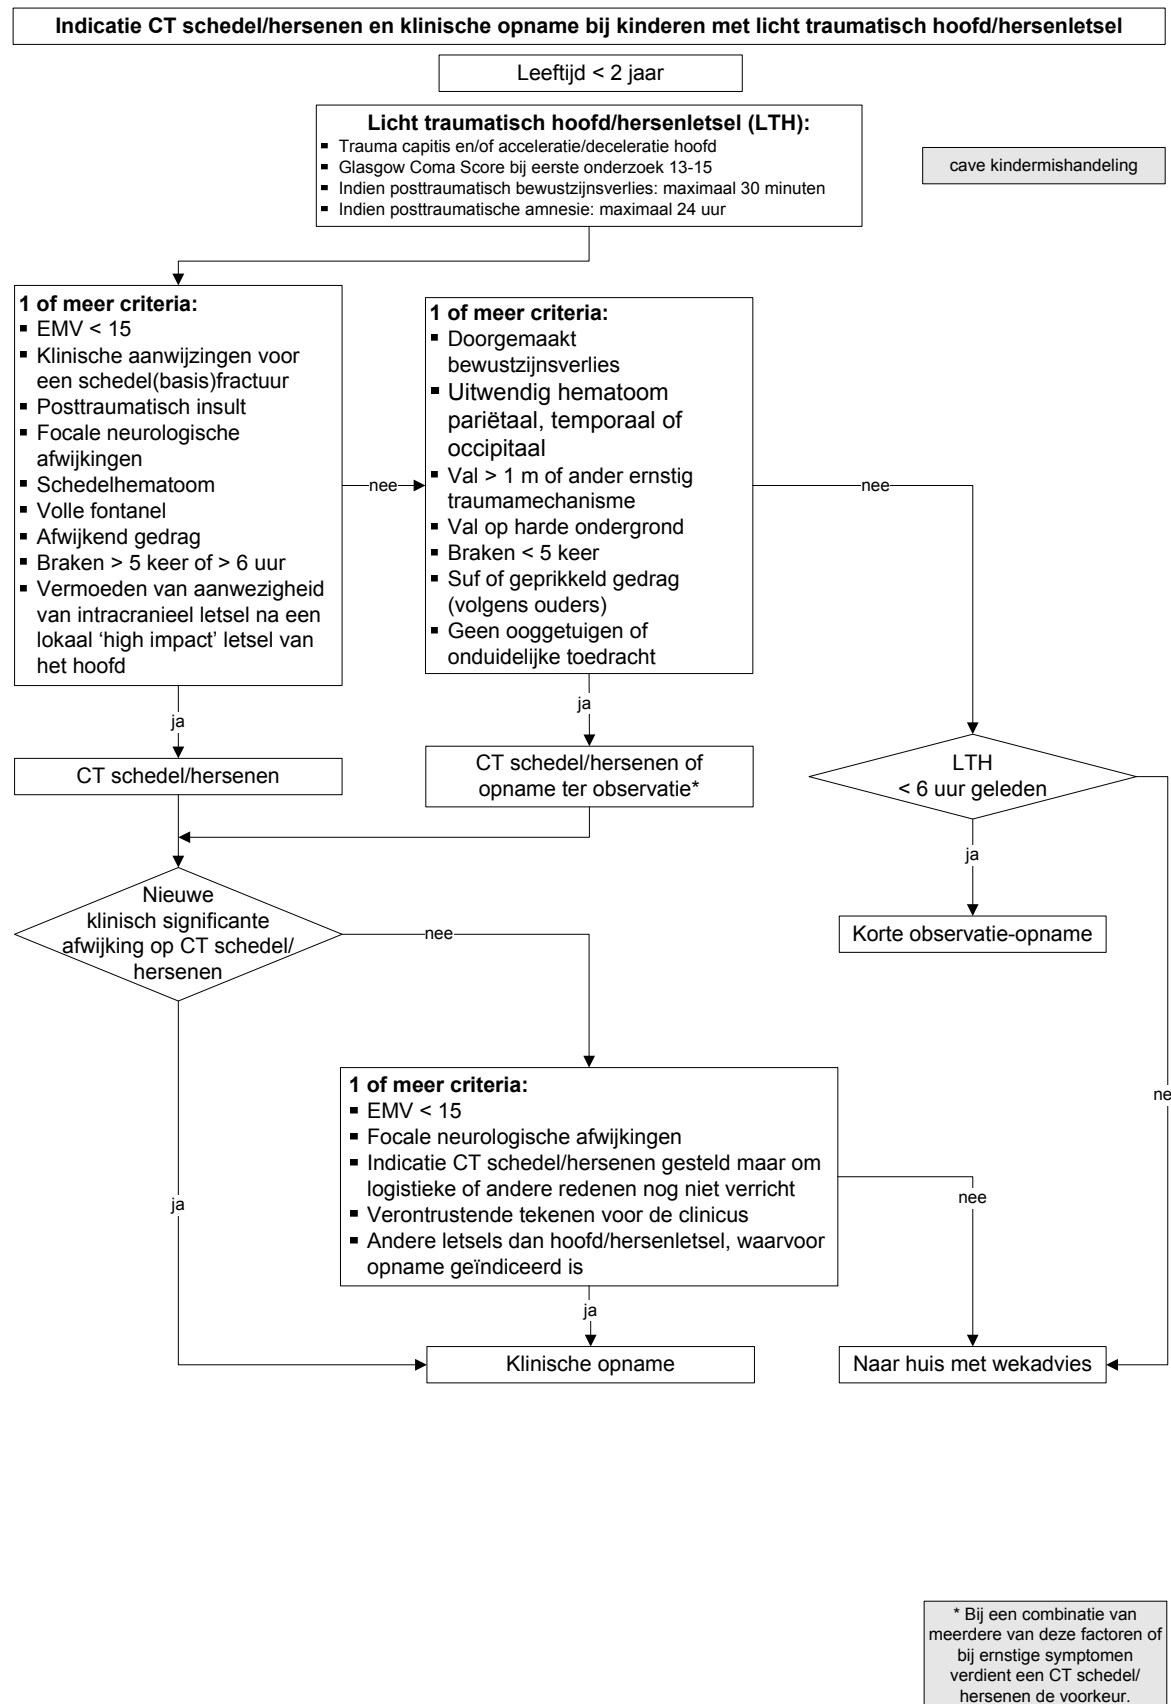 Indicatie CT schedel/hersenen en klinische opname bij kinderen met licht traumatisch hoofd/hersenletsel
Leeftijd < 2 jaar
Licht traumatisch hoofd/hersenletsel (LTH):
▪ Trauma capitis en/of acceleratie/deceleratie hoofd
▪ Glasgow Coma Score bij eerste onderzoek 13-15
▪ Indien posttraumatisch bewustzijnsverlies: maximaal 30 minuten
▪ Indien posttraumatische amnesie: maximaal 24 uur
cave kindermishandeling
1 of meer criteria:
▪ EMV < 15
▪ Klinische aanwijzingen voor
een schedel(basis)fractuur
▪ Posttraumatisch insult
▪ Focale neurologische
afwijkingen
▪ Schedelhematoom
▪ Volle fontanel
▪ Afwijkend gedrag
▪ Braken > 5 keer of > 6 uur
▪ Vermoeden van aanwezigheid
van intracranieel letsel na een
lokaal ‘high impact’ letsel van
het hoofd
nee
1 of meer criteria:
▪ Doorgemaakt
bewustzijnsverlies
▪ Uitwendig hematoom
pariëtaal, temporaal of
occipitaal
▪ Val > 1 m of ander ernstig
traumamechanisme
▪ Val op harde ondergrond
▪ Braken < 5 keer
▪ Suf of geprikkeld gedrag
(volgens ouders)
▪ Geen ooggetuigen of
onduidelijke toedracht
nee
ja
ja
CT schedel/hersenen
CT schedel/hersenen of
opname ter observatie*
LTH
< 6 uur geleden
ja
Korte observatie-opname
Nieuwe
klinisch significante
afwijking op CT schedel/
hersenen
nee
1 of meer criteria:
▪ EMV < 15
▪ Focale neurologische afwijkingen
▪ Indicatie CT schedel/hersenen gesteld maar om
logistieke of andere redenen nog niet verricht
▪ Verontrustende tekenen voor de clinicus
▪ Andere letsels dan hoofd/hersenletsel, waarvoor
opname geïndiceerd is
ne
nee
ja
ja
Klinische opname
Naar huis met wekadvies
* Bij een combinatie van
meerdere van deze factoren of
bij ernstige symptomen
verdient een CT schedel/
hersenen de voorkeur.